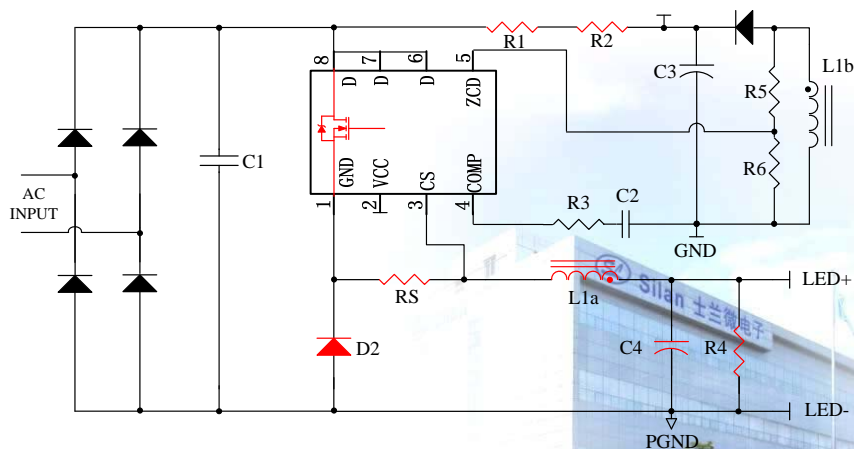 R1
R2
8
7
6
5
D
D
D
ZCD
C3
L1b
R5
R6
C1
AC
INPUT
GND
VCC
CS
COMP
1
2
3
4
R3
C2
GND
RS
L1a
LED+
Silan 士兰微电子
D2
C4
R4
LED-
PGND